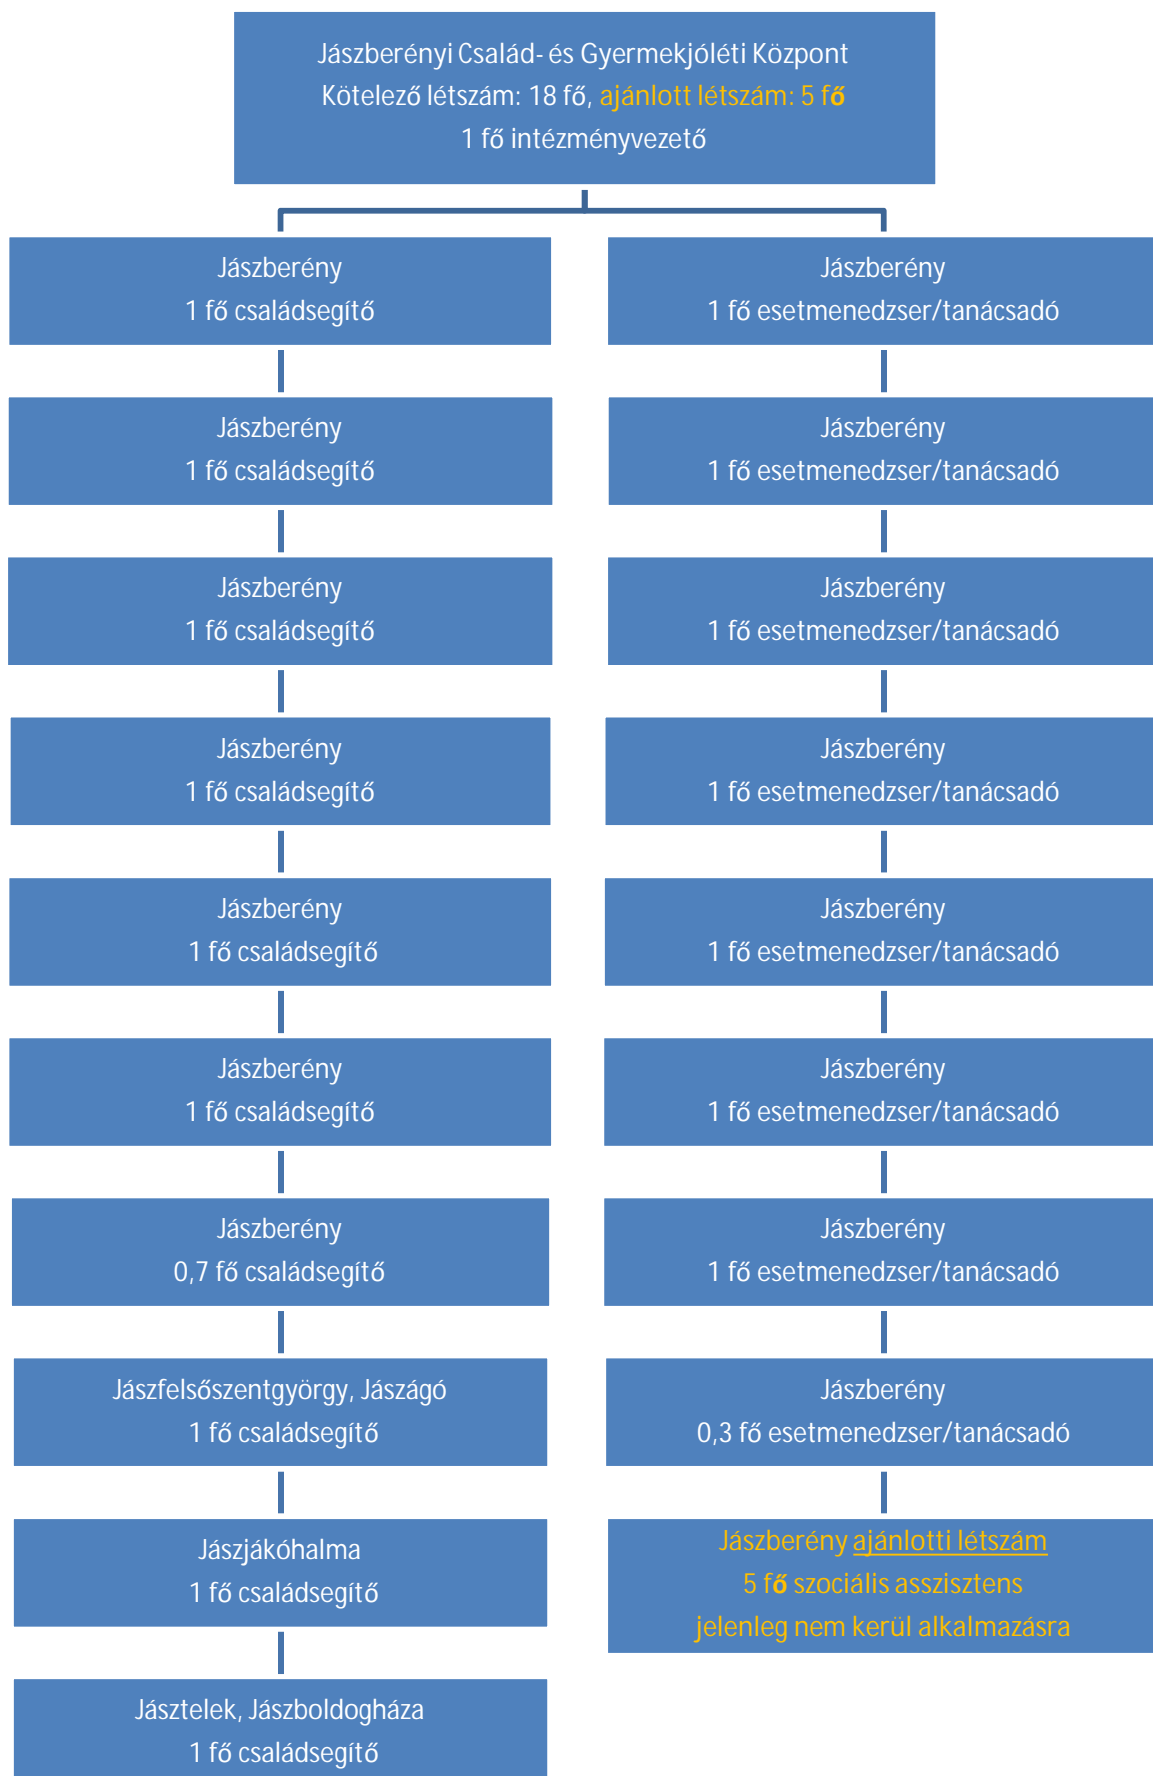 Jászberényi Család- és Gyermekjóléti Központ
Kötelező létszám: 18 fő, ajánlott létszám: 5 fő
1 fő intézményvezető
Jászberény
1 fő családsegítő
Jászberény
1 fő családsegítő
Jászberény
1 fő családsegítő
Jászberény
1 fő családsegítő
Jászberény
1 fő családsegítő
Jászberény
1 fő családsegítő
Jászberény
0,7 fő családsegítő
Jászfelsőszentgyörgy, Jászágó
1 fő családsegítő
Jászjákóhalma
1 fő családsegítő
Jásztelek, Jászboldogháza
1 fő családsegítő
Jászberény
1 fő esetmenedzser/tanácsadó
Jászberény
1 fő esetmenedzser/tanácsadó
Jászberény
1 fő esetmenedzser/tanácsadó
Jászberény
1 fő esetmenedzser/tanácsadó
Jászberény
1 fő esetmenedzser/tanácsadó
Jászberény
1 fő esetmenedzser/tanácsadó
Jászberény
1 fő esetmenedzser/tanácsadó
Jászberény
0,3 fő esetmenedzser/tanácsadó
Jászberény ajánlotti létszám
5 fő szociális asszisztens
jelenleg nem kerül alkalmazásra